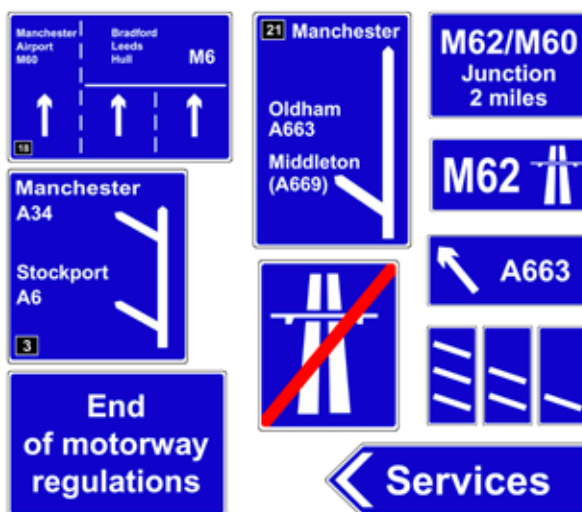 Manchester
Airport
M60
Bradford
Leeds
Hull
M6
18
21 Manchester
Oldham
A663
Middleton
(A669)
M62/M60
Junction
2 miles
M62
Manchester
A34
Stockport
A6
3
A663
End
of motorway
regulations
Services